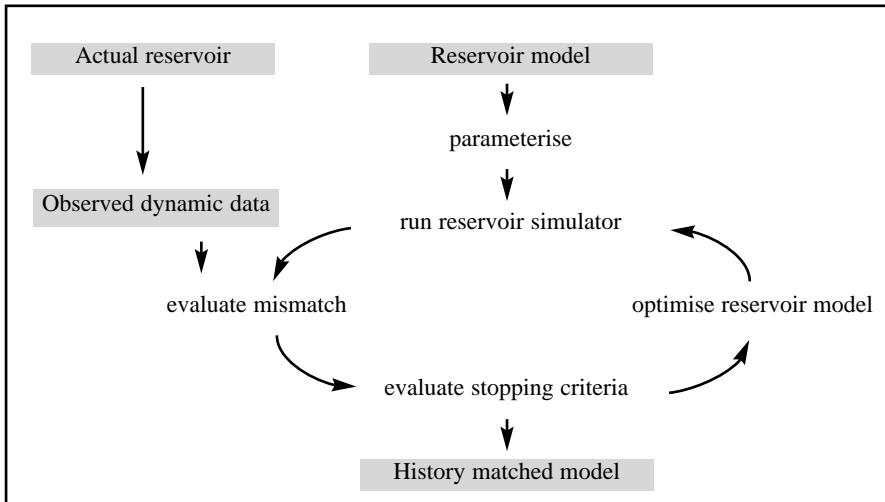 Actual reservoir
Reservoir model
parameterise
Observed dynamic data
run reservoir simulator
evaluate mismatch
optimise reservoir model
evaluate stopping criteria
History matched model